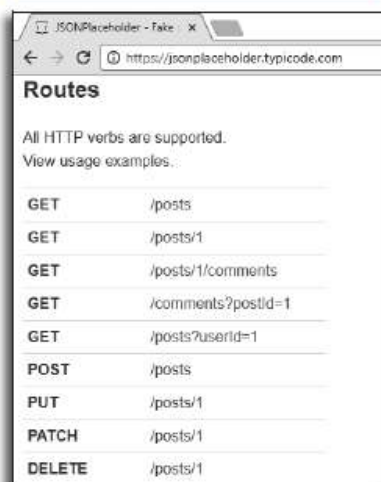 JSONPlaceholder - Fake
https://jsonplaceholder.typicode.com
Routes
All HTTP verbs are supported.
View usage examples.
GET /posts
GET /posts/1
GET /posts/1/comments
GET /comments?postId=1
GET /posts?userId=1
POST /posts
PUT /posts/1
PATCH /posts/1
DELETE /posts/1